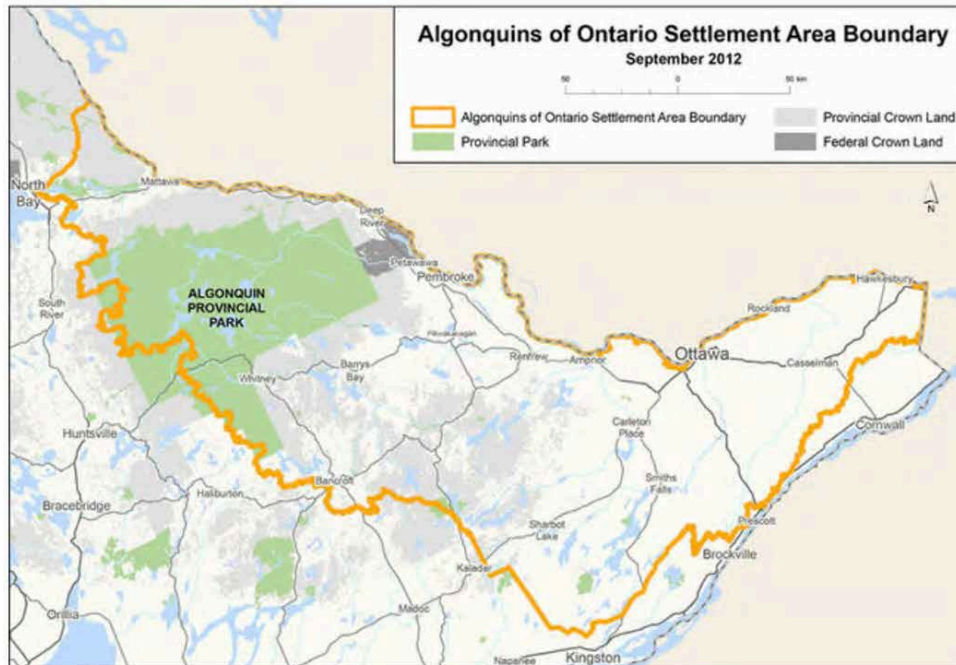 Algonquins of Ontario Settlement Area Boundary
September 2012
50 0 50 km
Algonquins of Ontario Settlement Area Boundary
Provincial Park
Provincial Crown Land
Federal Crown Land
N
North
Bay
Mattawa
Deep
River
Petawawa
Pembroke
ALGONQUIN
PROVINCIAL
PARK
South
River
Hawkesbury
Rockland
Pikwakanagan
Renfrew
Arnprior
Ottawa
Casselman
Barrys
Bay
Whitney
Huntsville
Carleton
Place
Cornwall
Bancroft
Haliburton
Smiths
Falls
Bracebridge
Sharbot
Lake
Prescott
Brockville
Kaladar
Madoc
Orillia
Napanee
Kingston